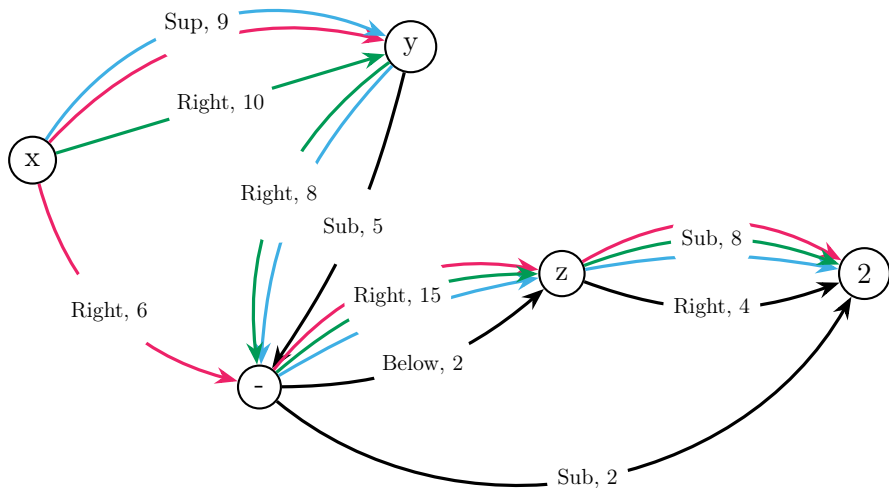 Sup, 9
y
Right, 10
x
Right, 8
Sub, 5
Sub, 8
z
2
Right, 15
Right, 4
Right, 6
Below, 2
-
Sub, 2